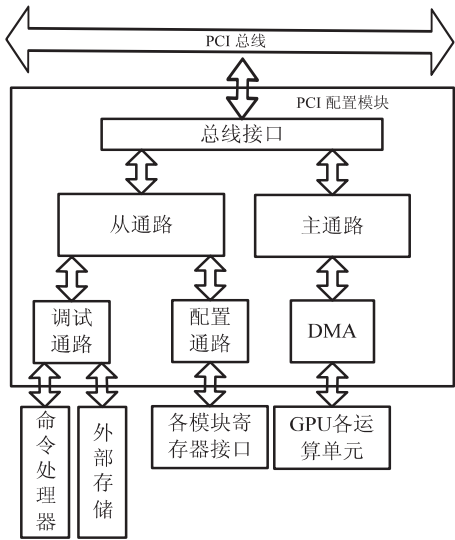 PCI 总线
PCI 配置模块
总线接口
从通路
主通路
调试
通路
配置
通路
DMA
命令处理器
外部存储
各模块寄
存器接口
GPU各运
算单元